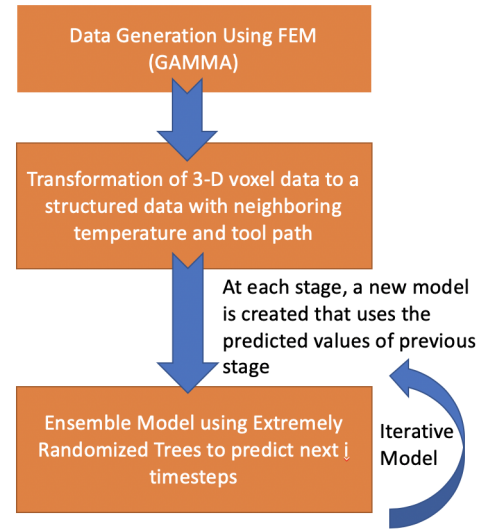 Data Generation Using FEM
(GAMMA)
Transformation of 3-D voxel data to a
structured data with neighboring
temperature and tool path
At each stage, a new model
is created that uses the
predicted values of previous
stage
Ensemble Model using Extremely
Randomized Trees to predict next i
timesteps
Iterative
Model